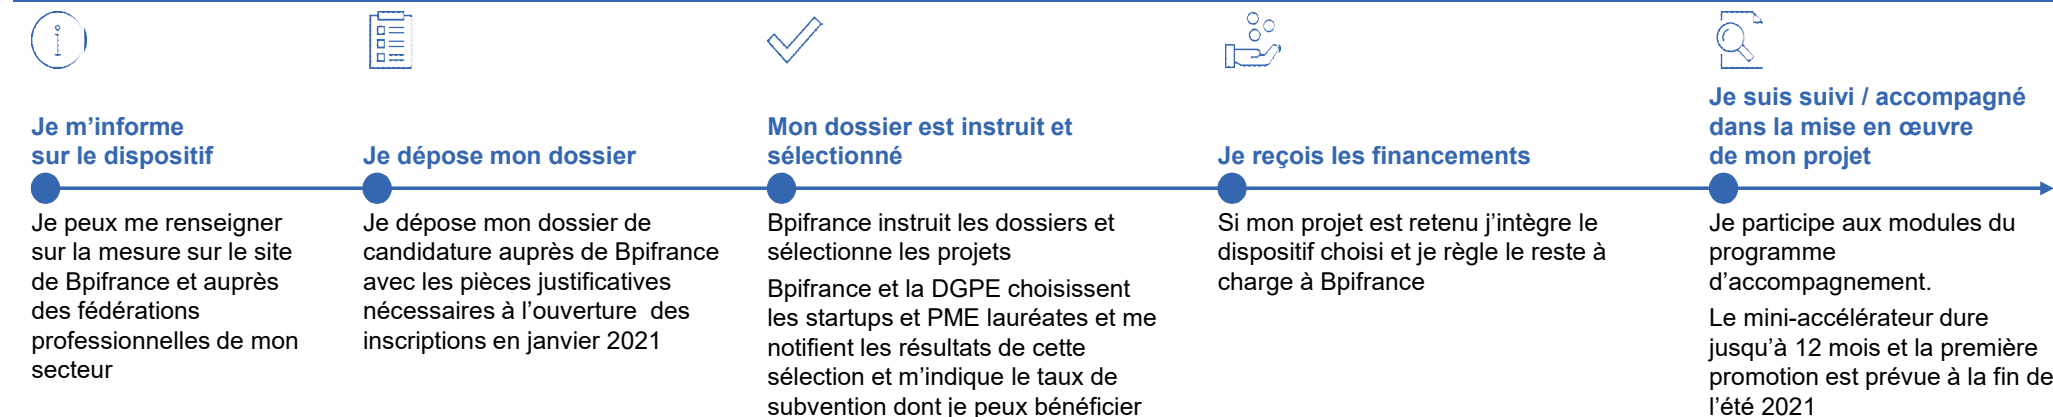 Je m'informe
sur le dispositif
Je peux me renseigner
sur la mesure sur le site
de Bpifrance et auprès
des fédérations
professionnelles de mon
secteur
Je dépose mon dossier
Je dépose mon dossier de
candidature auprès de Bpifrance
avec les pièces justificatives
nécessaires à l'ouverture  des
inscriptions en janvier 2021
Mon dossier est instruit et
sélectionné
Bpifrance instruit les dossiers et
sélectionne les projets
Bpifrance et la DGPE choisissent
les startups et PME lauréates et me
notifient les résultats de cette
sélection et m'indique le taux de
subvention dont je peux bénéficier
Je reçois les financements
Si mon projet est retenu j'intègre le
dispositif choisi et je règle le reste à
charge à Bpifrance
Je suis suivi / accompagné
dans la mise en œuvre
de mon projet
Je participe aux modules du
programme
d'accompagnement.
Le mini-accélérateur dure
jusqu'à 12 mois et la première
promotion est prévue à la fin de
l'été 2021